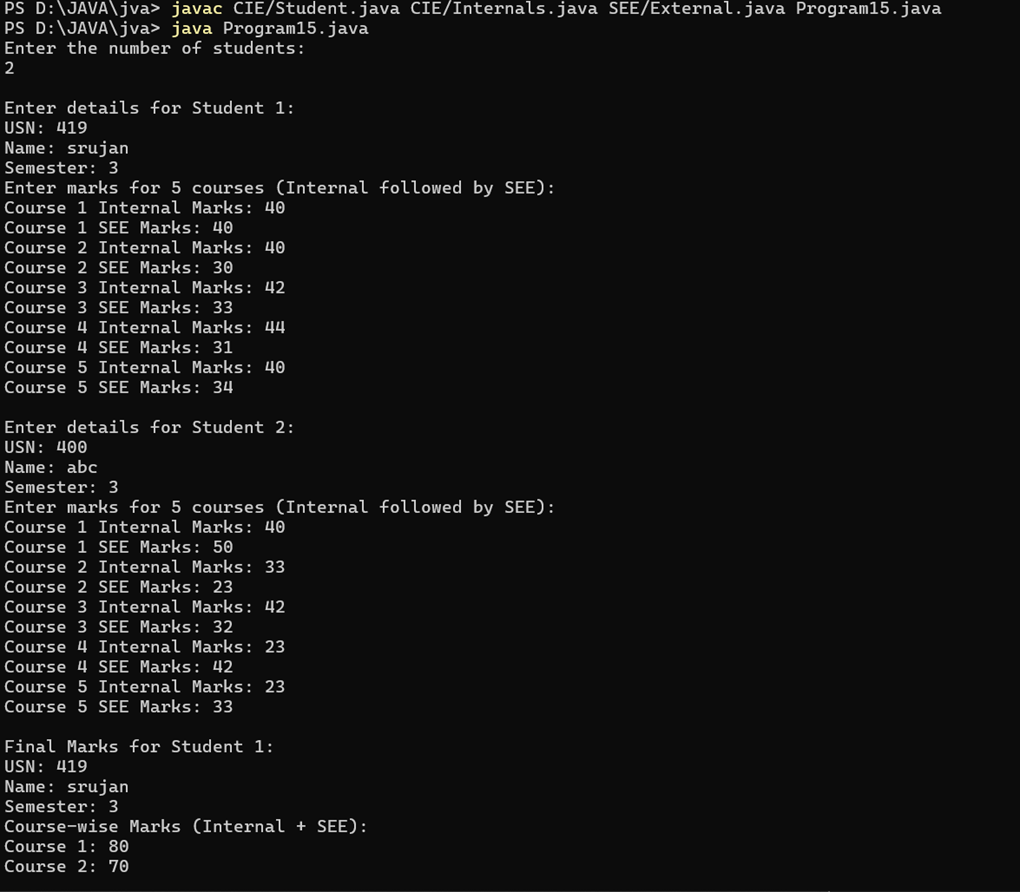 PS D:\JAVA\jva> javac CIE/Student.java CIE/Internals.java SEE/External.java Program15.java
PS D:\JAVA\jva> java Program15.java
Enter the number of students:
2
Enter details for Student 1:
USN: 419
Name: srujan
Semester: 3
Enter marks for 5 courses (Internal followed by SEE):
Course 1 Internal Marks: 40
Course 1 SEE Marks: 40
Course 2 Internal Marks: 40
Course 2 SEE Marks: 30
Course 3 Internal Marks: 42
Course 3 SEE Marks: 33
Course 4 Internal Marks: 44
Course 4 SEE Marks: 31
Course 5 Internal Marks: 40
Course 5 SEE Marks: 34
Enter details for Student 2:
USN: 400
Name: abc
Semester: 3
Enter marks for 5 courses (Internal followed by SEE):
Course 1 Internal Marks: 40
Course 1 SEE Marks: 50
Course 2 Internal Marks: 33
Course 2 SEE Marks: 23
Course 3 Internal Marks: 42
Course 3 SEE Marks: 32
Course 4 Internal Marks: 23
Course 4 SEE Marks: 42
Course 5 Internal Marks: 23
Course 5 SEE Marks: 33
Final Marks for Student 1:
USN: 419
Name: srujan
Semester: 3
Course-wise Marks (Internal + SEE):
Course 1: 80
Course 2: 70